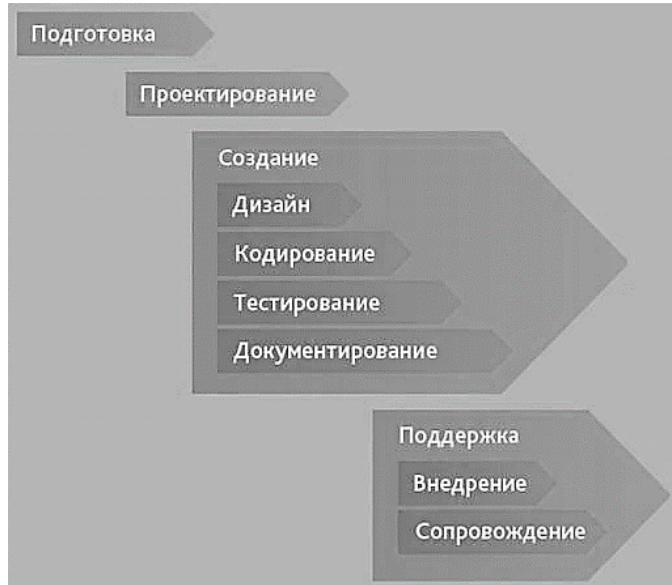 Подготовка
Проектирование
Создание
Дизайн
Кодирование
Тестирование
Документирование
Поддержка
Внедрение
Сопровождение